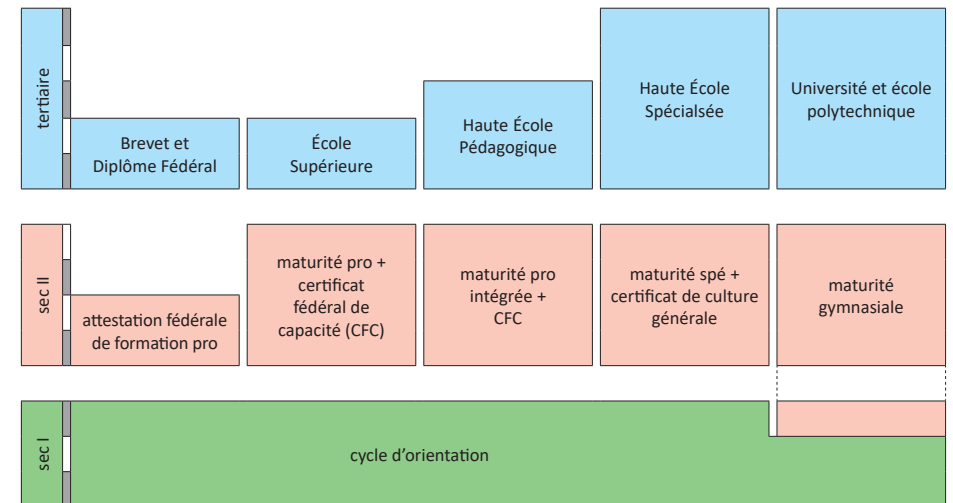 tertiaire
Brevet et
Diplôme Fédéral
École
Supérieure
Haute École
Pédagogique
Haute École
Spécialsée
Université et école
polytechnique
sec II
attestation fédérale
de formation pro
maturité pro +
certificat
fédéral de
capacité (CFC)
maturité pro
intégrée +
CFC
maturité spé +
certificat de culture
générale
maturité
gymnasiale
sec I
cycle d'orientation